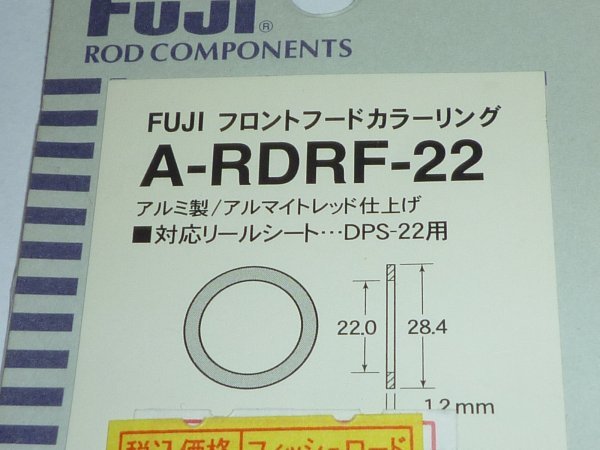 FUJI®
ROD COMPONENTS
FUJI フロントフードカラーリング
A-RDRF-22
アルミ製/アルマイトレッド仕上げ
■対応リールシート…DPS-22用
22.0 28.4
1.2mm
税込価格 フィッシュロード